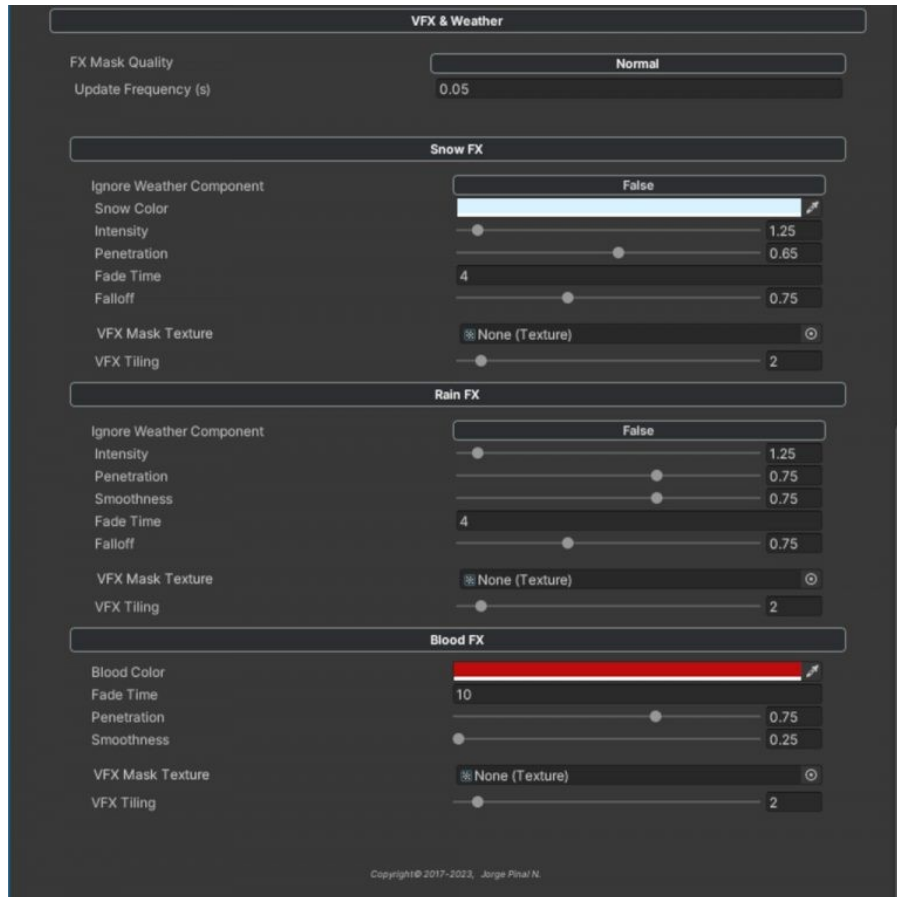 VFX & Weather
FX Mask Quality Normal
Update Frequency (s) 0.05
Snow FX
Ignore Weather Component False
Snow Color
Intensity 1.25
Penetration 0.65
Fade Time 4
Falloff 0.75
VFX Mask Texture None (Texture)
VFX Tiling 2
Rain FX
Ignore Weather Component False
Intensity 1.25
Penetration 0.75
Smoothness 0.75
Fade Time 4
Falloff 0.75
VFX Mask Texture None (Texture)
VFX Tiling 2
Blood FX
Blood Color
Fade Time 10
Penetration 0.75
Smoothness 0.25
VFX Mask Texture None (Texture)
VFX Tiling 2
Copyright© 2017-2023, Jorge Pinal N.